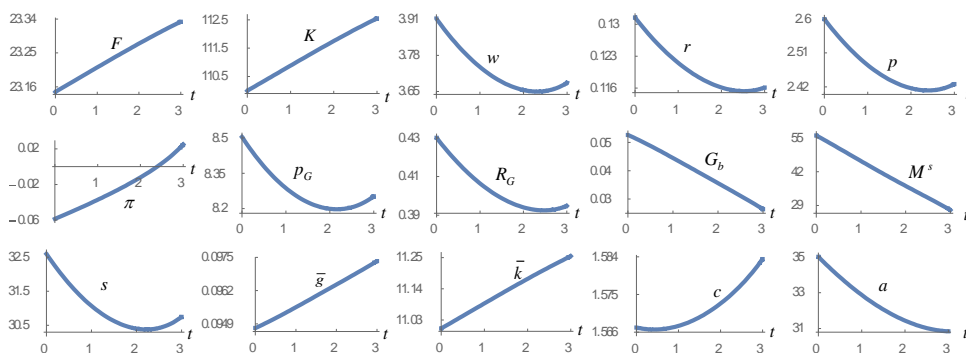 23.34
F
23.25
23.16
0 1 2 3 t
112.5
K
110.5
0 1 2 3 t
3.91
w
3.78
3.65
0 1 2 3 t
0.13
r
0.123
0.116
0 1 2 3 t
2.6
p
2.51
2.42
0 1 2 3 t
0.02
-0.02
-0.06
π
1 2 3 t
8.5
p_G
8.35
8.2
0 1 2 3 t
0.43
R_G
0.41
0.39
0 1 2 3 t
0.05
G_b
0.04
0.03
0 1 2 3 t
55
M^s
42
29
0 1 2 3 t
32.5
s
31.5
30.5
0 1 2 3 t
0.0975
g̅
0.0962
0.0949
0 1 2 3 t
11.25
k̅
11.14
11.03
0 1 2 3 t
1.584
c
1.575
1.566
0 1 2 3 t
35
a
33
31
0 1 2 3 t